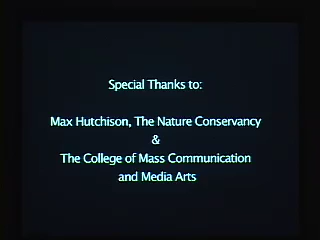 Special Thanks to:
Max Hutchison, The Nature Conservancy
&
The College of Mass Communication
and Media Arts